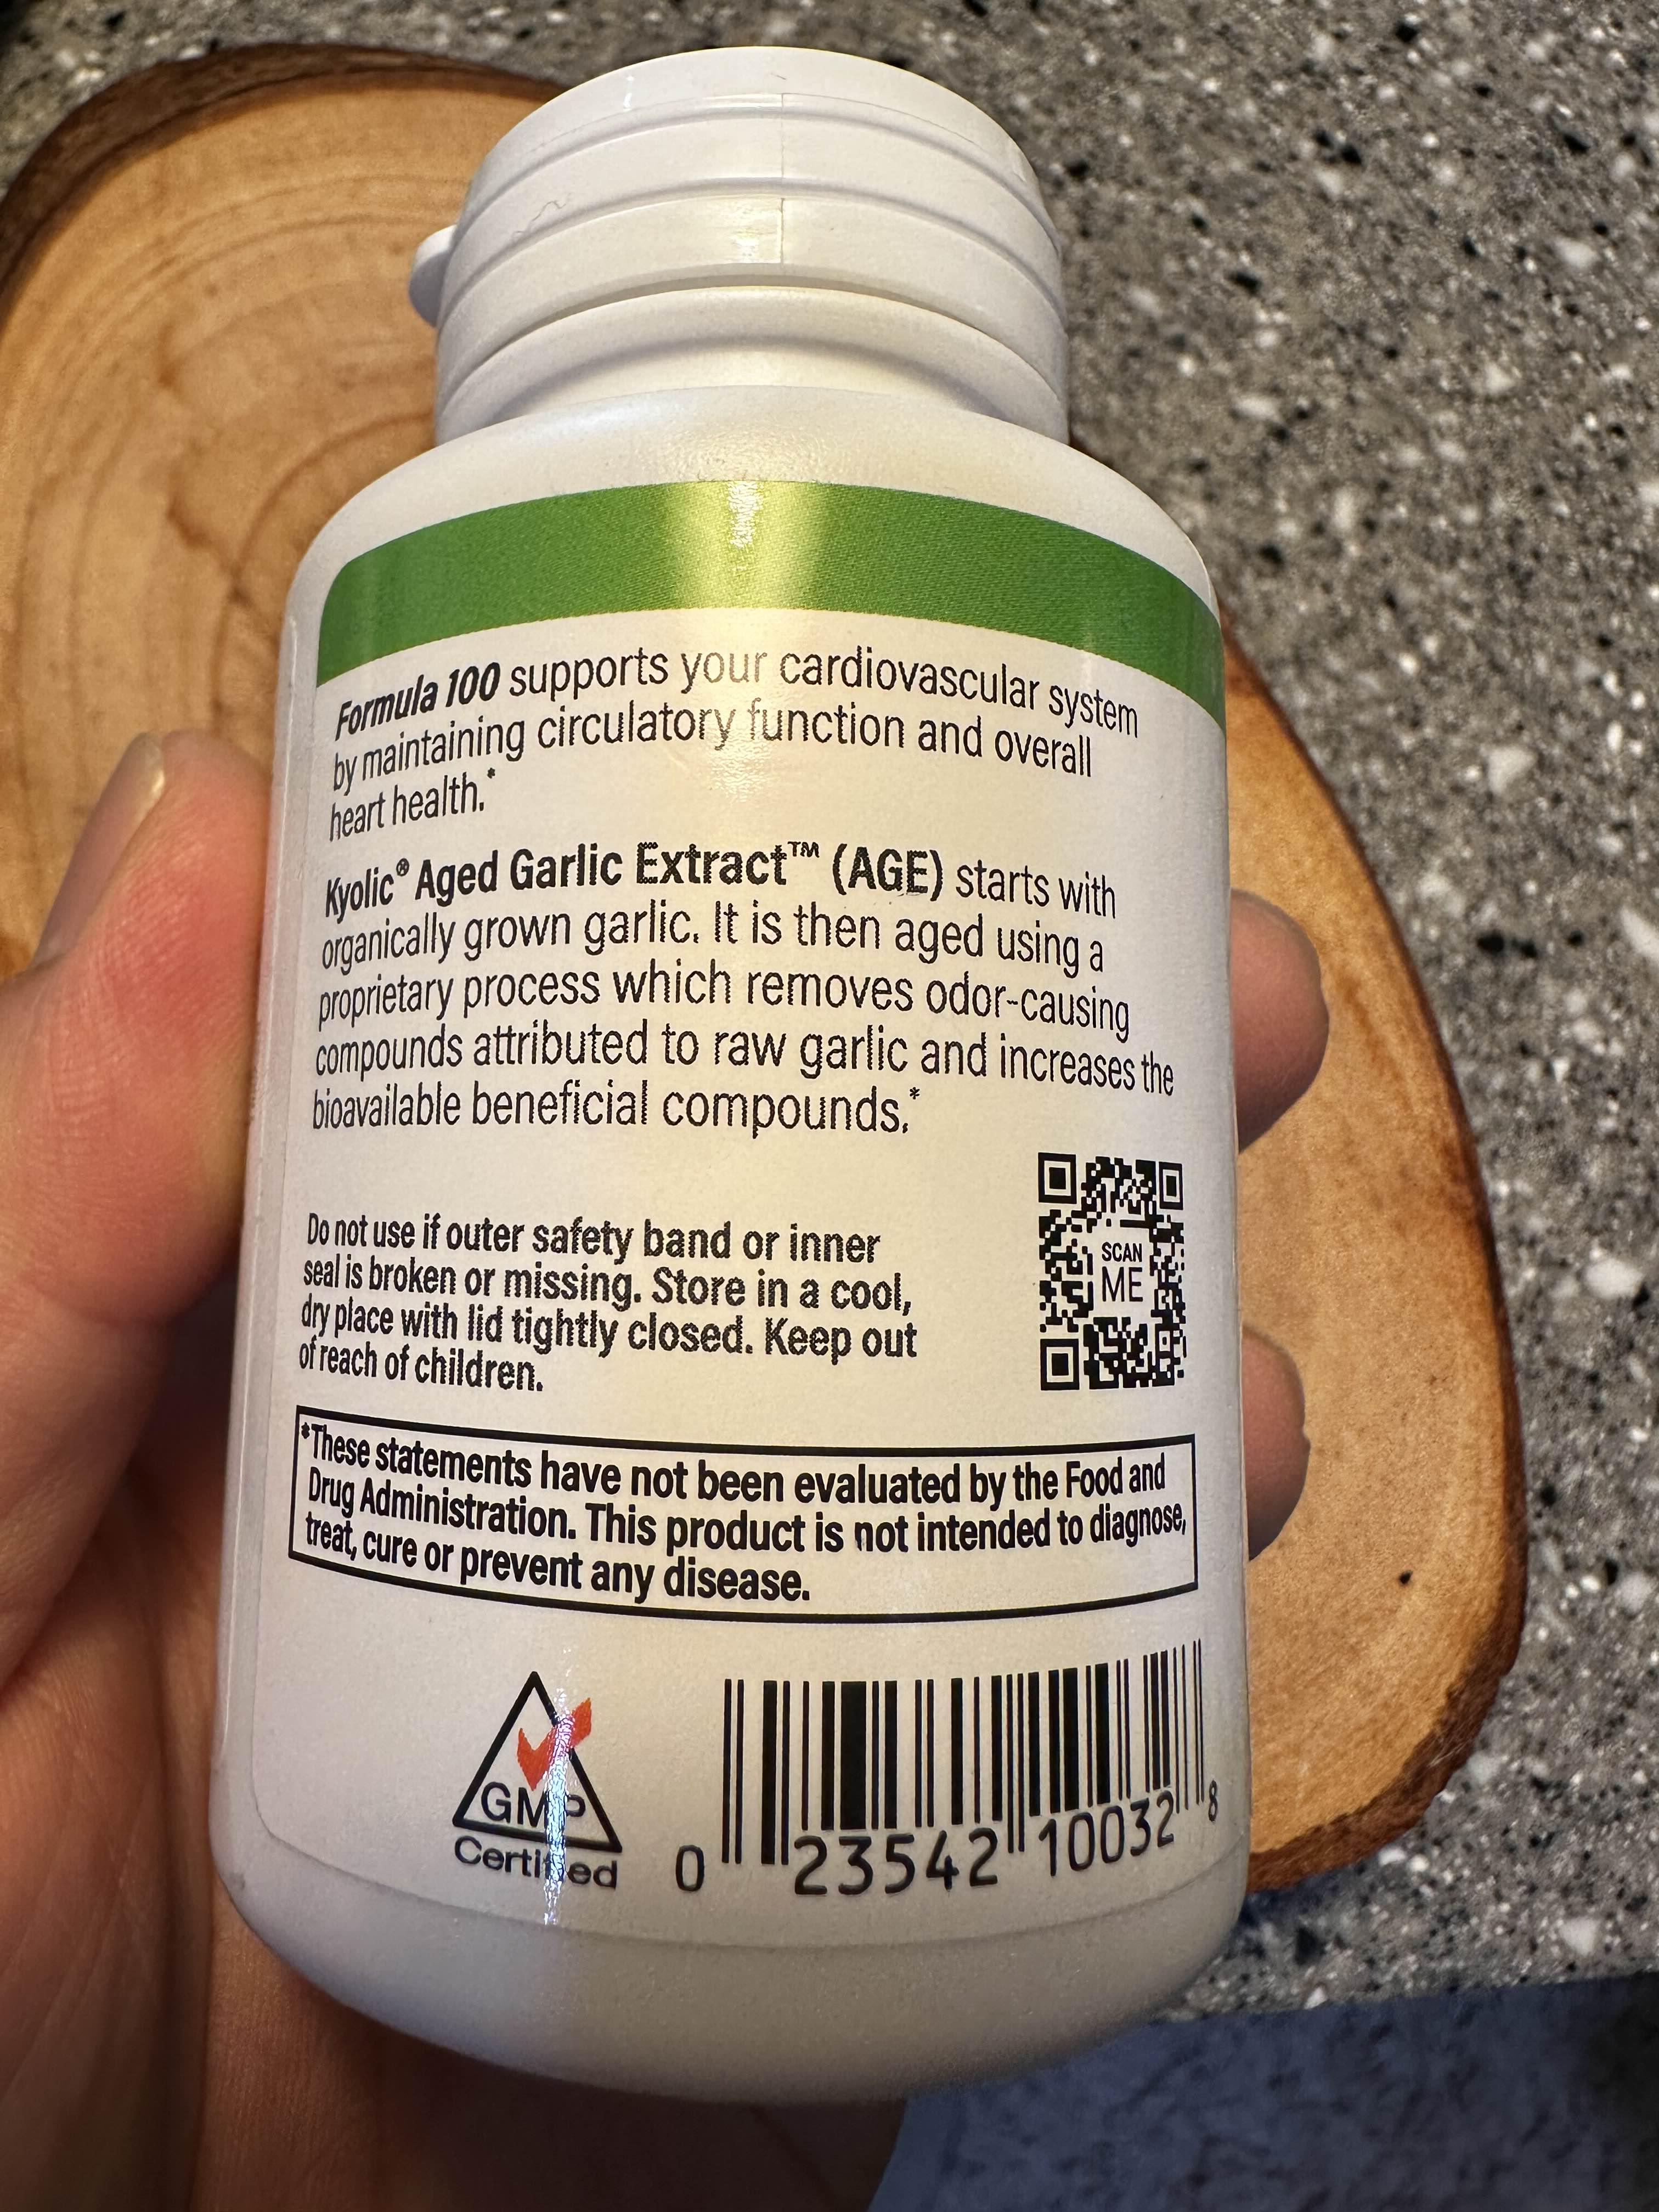 Formula 100 supports your cardiovascular system
by maintaining circulatory function and overall
heart health.*
Kyolic® Aged Garlic Extract™ (AGE) starts with
organically grown garlic. It is then aged using a
proprietary process which removes odor-causing
compounds attributed to raw garlic and increases the
bioavailable beneficial compounds.*
Do not use if outer safety band or inner
seal is broken or missing. Store in a cool,
dry place with lid tightly closed. Keep out
of reach of children.
SCAN
ME
*These statements have not been evaluated by the Food and
Drug Administration. This product is not intended to diagnose,
treat, cure or prevent any disease.
GMP
Certified
0 23542 10032 8